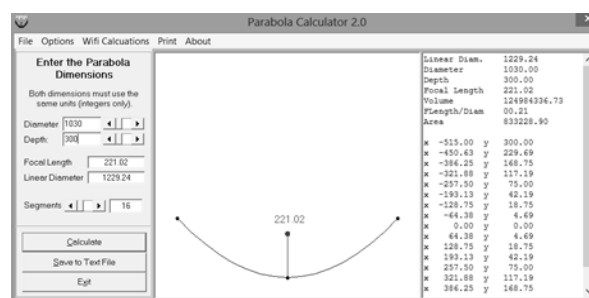 Parabola Calculator 2.0
File Options Wifi Calcuations Print About
Enter the Parabola
Dimensions
Both dimensions must use the
same units (integers only).
Diameter 1030
Depth: 300
Focal Length 221.02
Linear Diameter 1229.24
Segments 16
Calculate
Save to Text File
Exit
221.02
Linear Diam. 1229.24
Diameter 1030.00
Depth 300.00
Focal Length 221.02
Volume 124984336.73
FLength/Diam 00.21
Area 833228.90
x -515.00 y 300.00
x -450.63 y 229.69
x -386.25 y 168.75
x -321.88 y 117.19
x -257.50 y 75.00
x -193.13 y 42.19
x -128.75 y 18.75
x -64.38 y 4.69
x 0.00 y 0.00
x 64.38 y 4.69
x 128.75 y 18.75
x 193.13 y 42.19
x 257.50 y 75.00
x 321.88 y 117.19
x 386.25 y 168.75